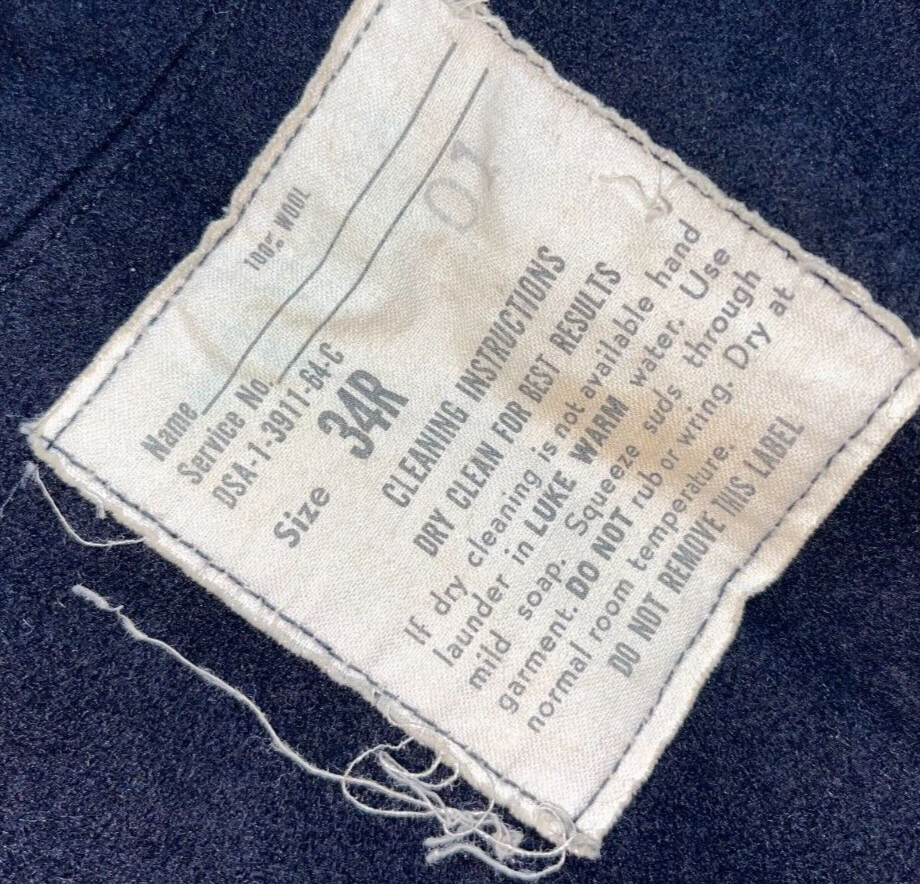 100% WOOL
Name
Service No.
01
DSA-1-3911-64-C
Size 34R
CLEANING INSTRUCTIONS
DRY CLEAN FOR BEST RESULTS
If dry cleaning is not available hand
launder in LUKE WARM water. Use
mild soap. Squeeze suds through
garment. DO NOT rub or wring. Dry at
normal room temperature.
DO NOT REMOVE THIS LABEL